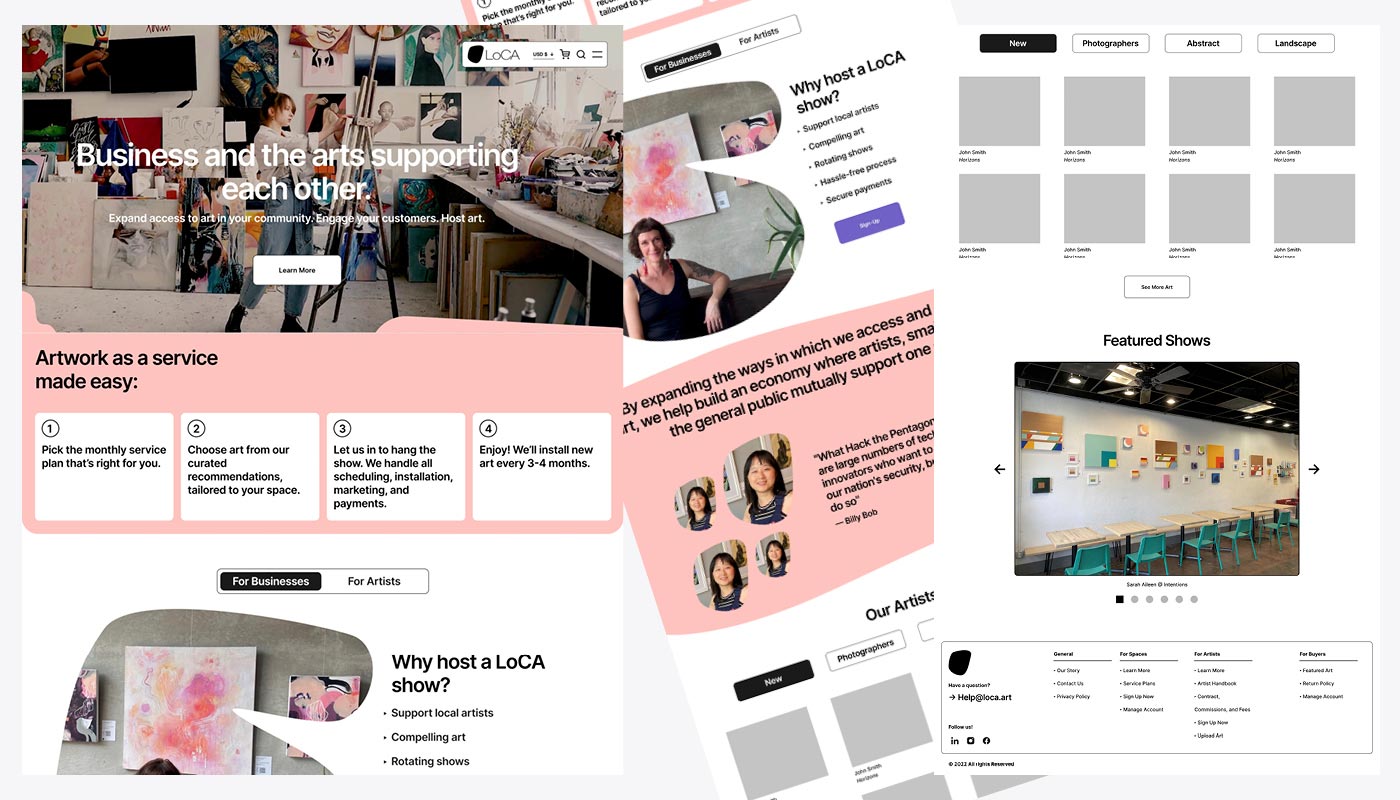 LoCA
USD $
Business and the arts supporting
each other.
Expand access to art in your community. Engage your customers. Host art.
Learn More
Artwork as a service
made easy:
1
Pick the monthly service
plan that's right for you.
2
Choose art from our
curated
recommendations,
tailored to your space.
3
Let us in to hang the
show. We handle all
scheduling, installation,
marketing, and
payments.
4
Enjoy! We'll install new
art every 3-4 months.
For Businesses
For Artists
Why host a LoCA
show?
‣ Support local artists
‣ Compelling art
‣ Rotating shows
1
Pick the monthly
plan that's right for you.
tailored to your space.
For Businesses
For Artists
Why host a LoCA
show?
‣ Support local artists
‣ Compelling art
‣ Rotating shows
‣ Hassle-free process
‣ Secure payments
Sign-Up
By expanding the ways in which we access and
art, we help build an economy where artists,
the general public mutually support one
"What Hack the Pentagon
are large numbers of
innovators who want to
our nation's security,
do so"
— Billy Bob
Our Artists
New
Photographers
John Smith
Horizons
New
Photographers
Abstract
Landscape
John Smith
Horizons
John Smith
Horizons
John Smith
Horizons
John Smith
Horizons
John Smith
Horizons
John Smith
Horizons
John Smith
Horizons
John Smith
Horizons
See More Art
Featured Shows
Sarah Aileen @ Intentions
Have a question?
→ Help@loca.art
Follow us!
General
• Our Story
• Contact Us
• Privacy Policy
For Spaces
• Learn More
• Service Plans
• Sign Up Now
• Manage Account
For Artists
• Learn More
• Artist Handbook
• Contract,
Commissions, and Fees
• Sign Up Now
• Upload Art
For Buyers
• Featured Art
• Return Policy
• Manage Account
© 2022 All rights Reserved